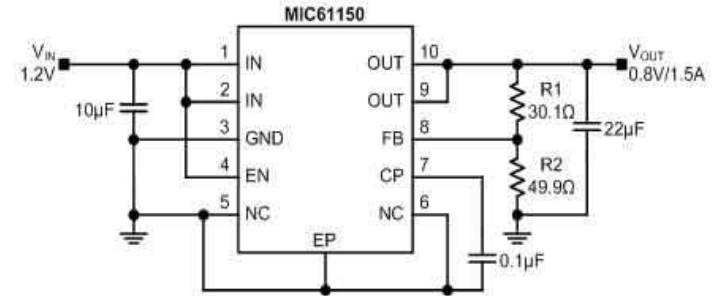 MIC61150
V_IN
1.2V
10µF
1 IN
2 IN
3 GND
4 EN
5 NC
EP
OUT 10
OUT 9
FB 8
CP 7
NC 6
R1
30.1Ω
R2
49.9Ω
22µF
0.1µF
V_OUT
0.8V/1.5A